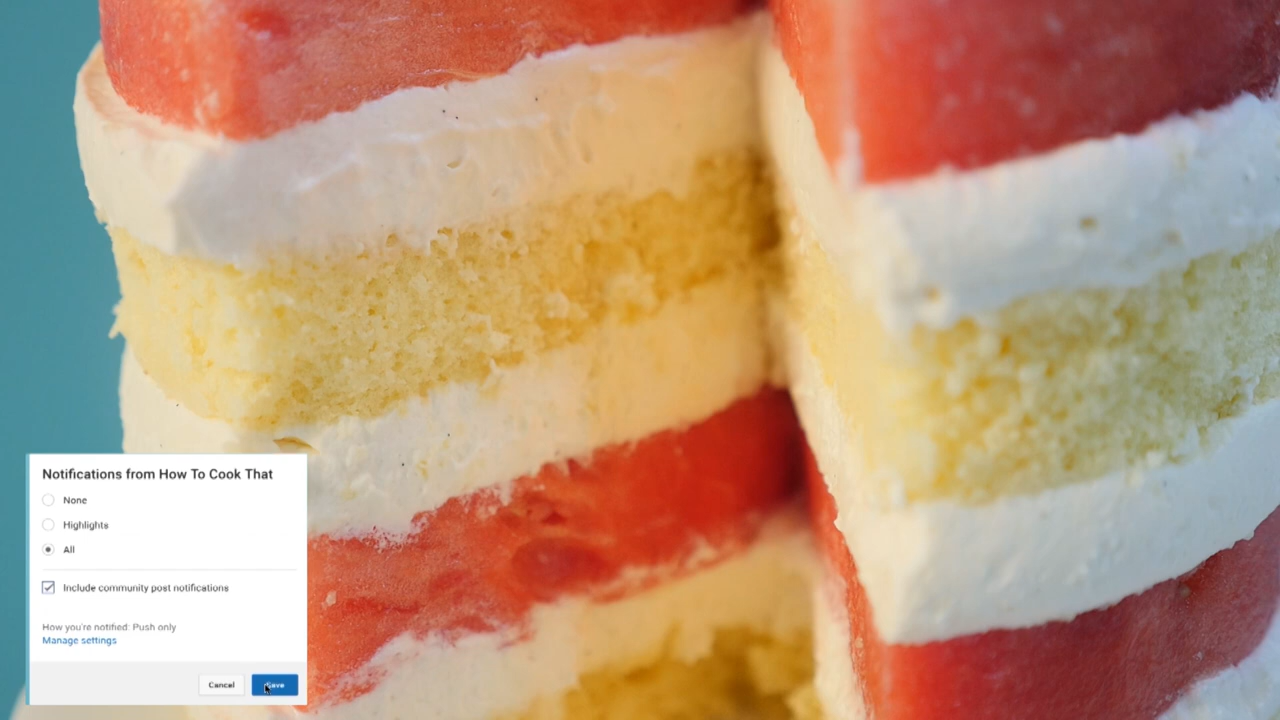 Notifications from How To Cook That
None
Highlights
All
Include community post notifications
How you're notified: Push only
Manage settings
Cancel
Save